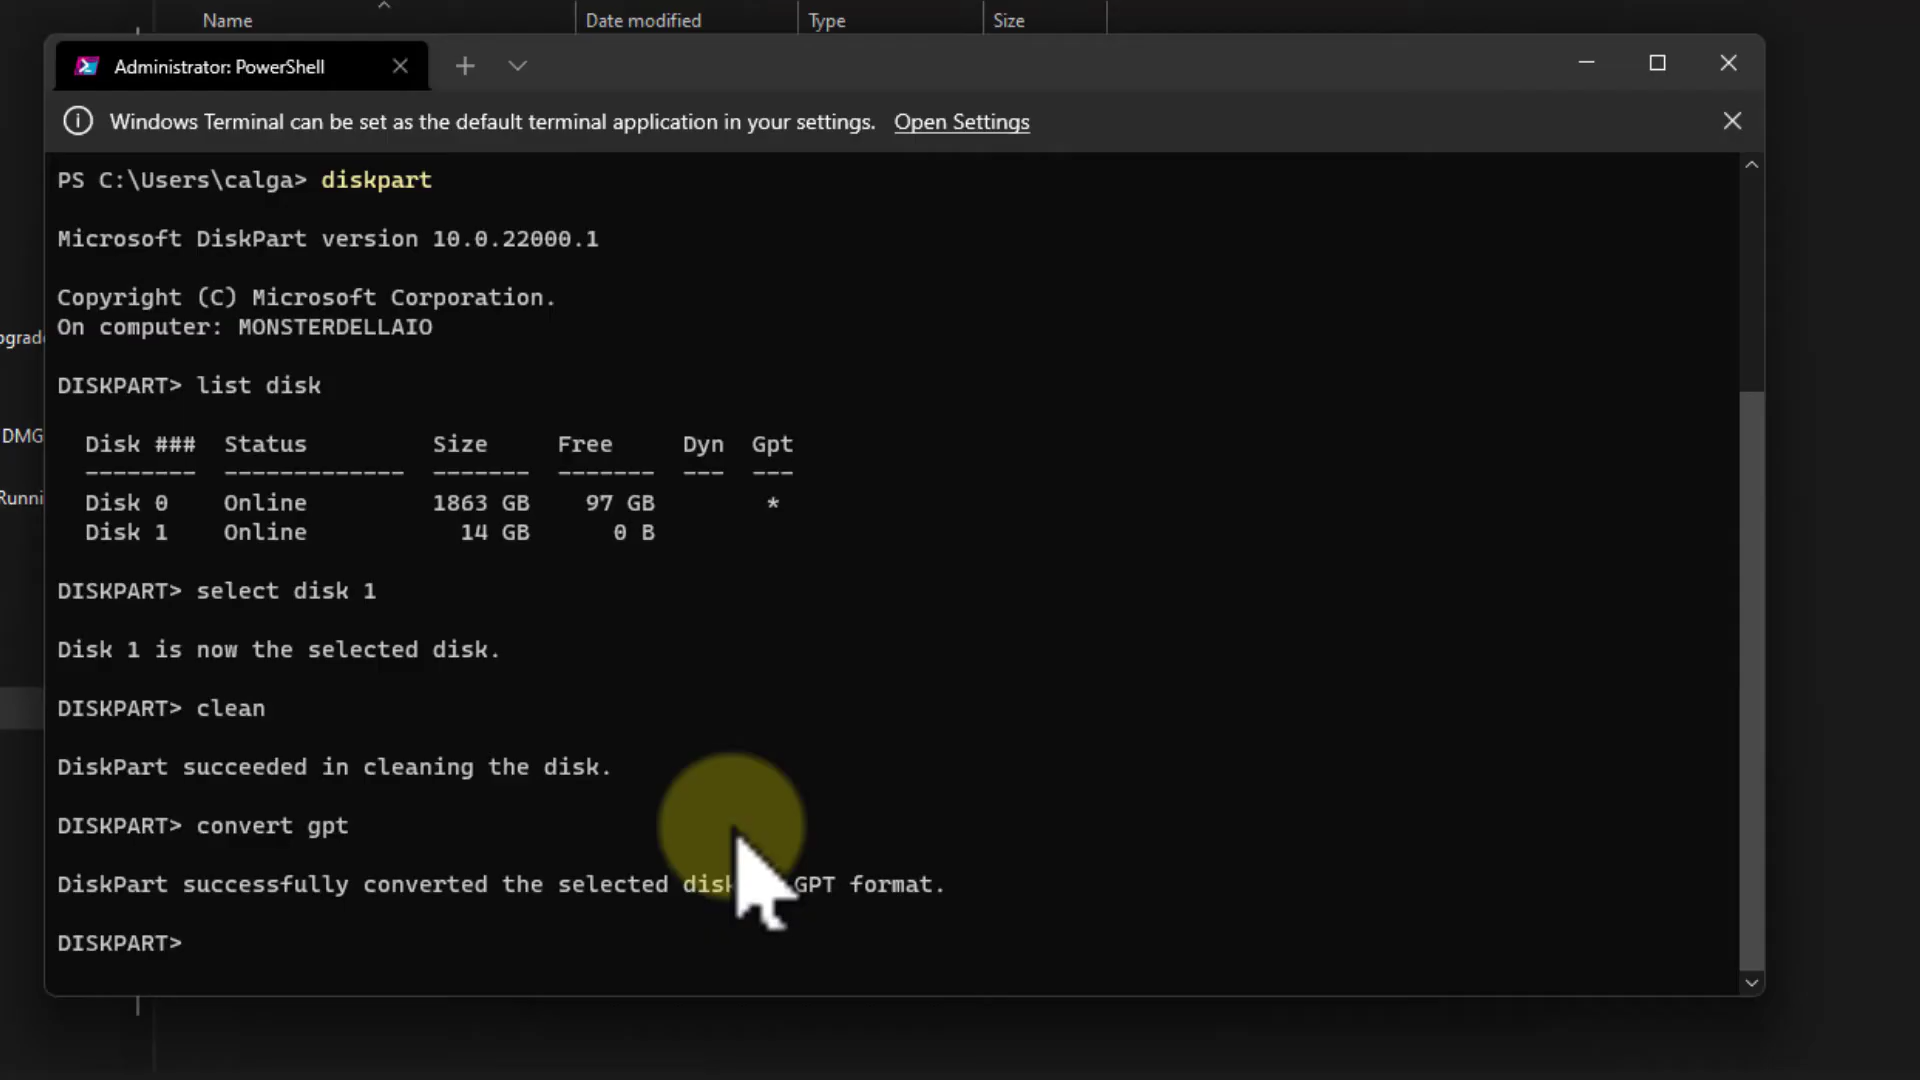 Name Date modified Type Size
Administrator: PowerShell
Windows Terminal can be set as the default terminal application in your settings. Open Settings
PS C:\Users\calga> diskpart
Microsoft DiskPart version 10.0.22000.1
Copyright (C) Microsoft Corporation.
On computer: MONSTERDELLAIO
DISKPART> list disk
Disk ### Status Size Free Dyn Gpt
-------- ------------- ------- ------- --- ---
Disk 0 Online 1863 GB 97 GB *
Disk 1 Online 14 GB 0 B
DISKPART> select disk 1
Disk 1 is now the selected disk.
DISKPART> clean
DiskPart succeeded in cleaning the disk.
DISKPART> convert gpt
DiskPart successfully converted the selected GPT format.
DISKPART>
DMG